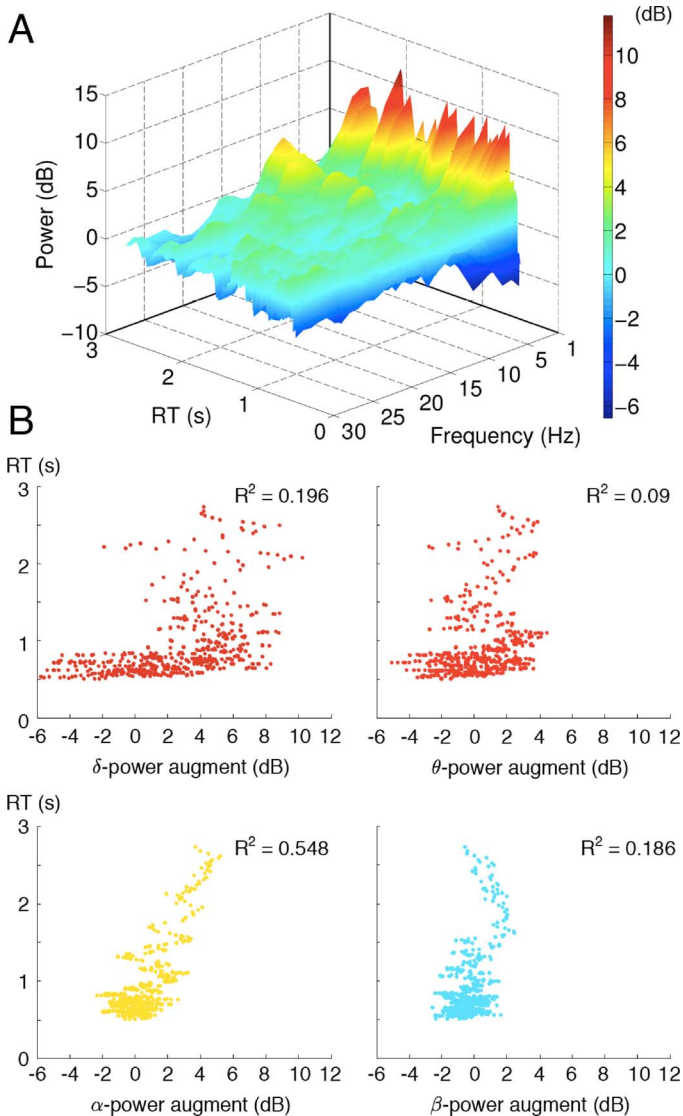 A
(dB)
15
10
5
0
−5
−10
Power (dB)
3
2
1
0
RT (s)
30
25
20
15
10
5
1
Frequency (Hz)
10
8
6
4
2
0
−2
−4
−6
B
RT (s)
3
2
1
0
R² = 0.196
-6 -4 -2 0 2 4 6 8 10 12
δ-power augment (dB)
R² = 0.09
-6 -4 -2 0 2 4 6 8 10 12
θ-power augment (dB)
RT (s)
3
2
1
0
R² = 0.548
-6 -4 -2 0 2 4 6 8 10 12
α-power augment (dB)
R² = 0.186
-6 -4 -2 0 2 4 6 8 10 12
β-power augment (dB)